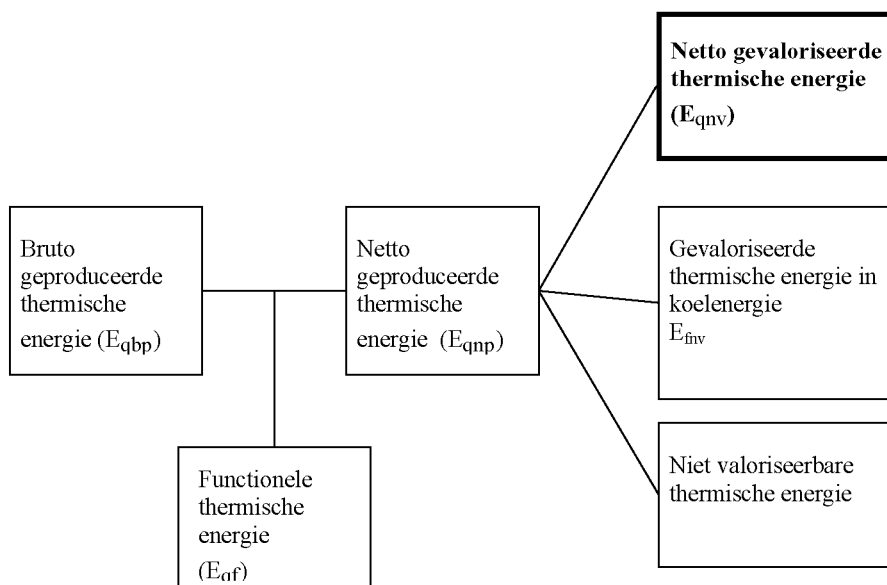 Netto gevaloriseerde
thermische energie
(Eqnv)
Bruto
geproduceerde
thermische
energie (Eqbp)
Netto
geproduceerde
thermische
energie (Eqnp)
Gevaloriseerde
thermische energie in
koelenergie
Efnv
Functionele
thermische
energie
(Eqf)
Niet valoriseerbare
thermische energie